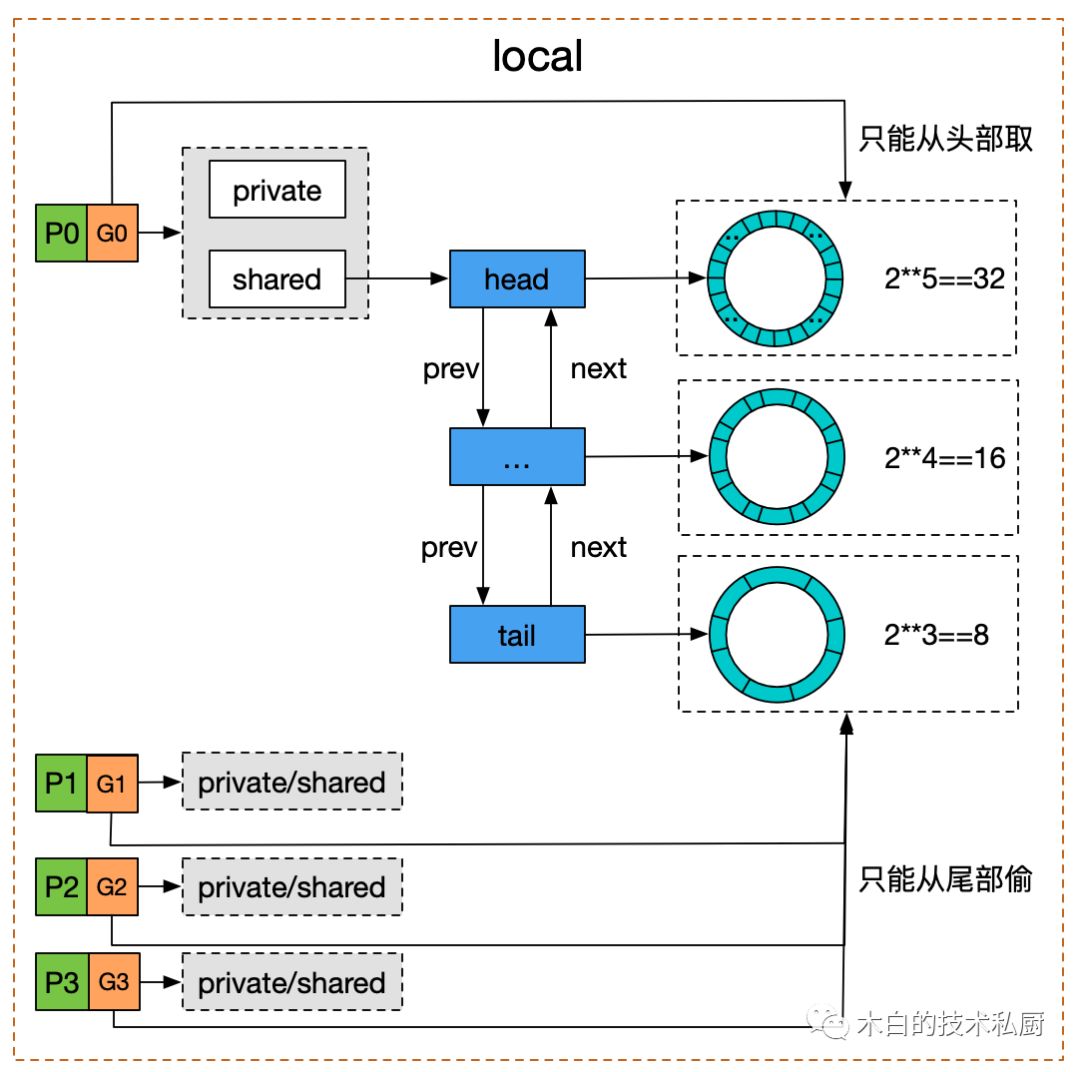 local
只能从头部取
private
P0 G0
shared
head
2**5==32
prev
next
...
2**4==16
prev
next
tail
2**3==8
P1 G1
private/shared
P2 G2
private/shared
只能从尾部偷
P3 G3
private/shared
木白的技术私厨